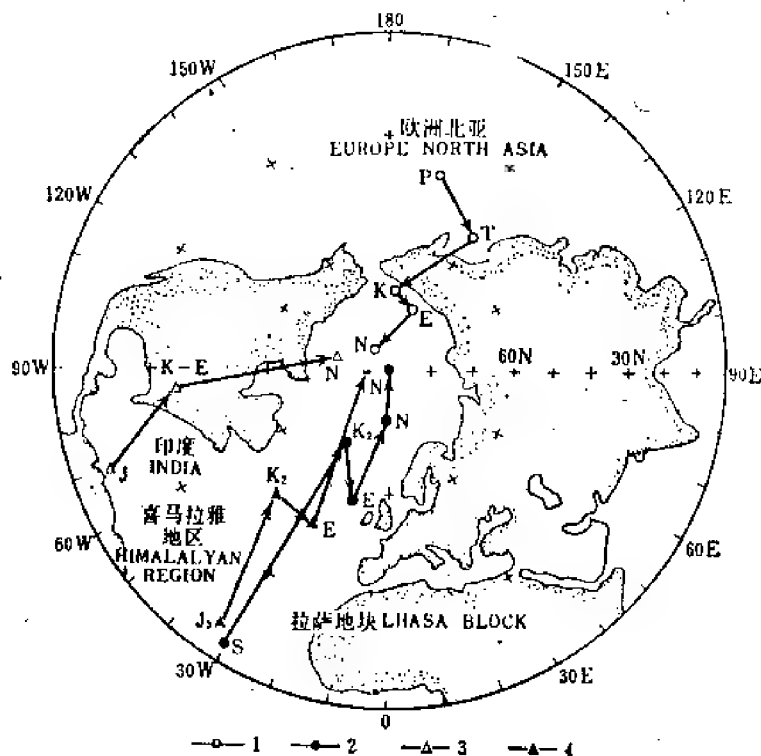 180
150W
150E
欧洲北亚
EUROPE NORTH ASIA
P
120W
120E
T
K
E
N
K-E
90W
N
N
60N
30N
90E
J
印度
INDIA
K₂
K₂
N
E
E
喜马拉雅
地区
HIMALALYAN
REGION
60W
60E
J₃
S
拉萨地块 LHASA BLOCK
30W
30E
0
1
2
3
4